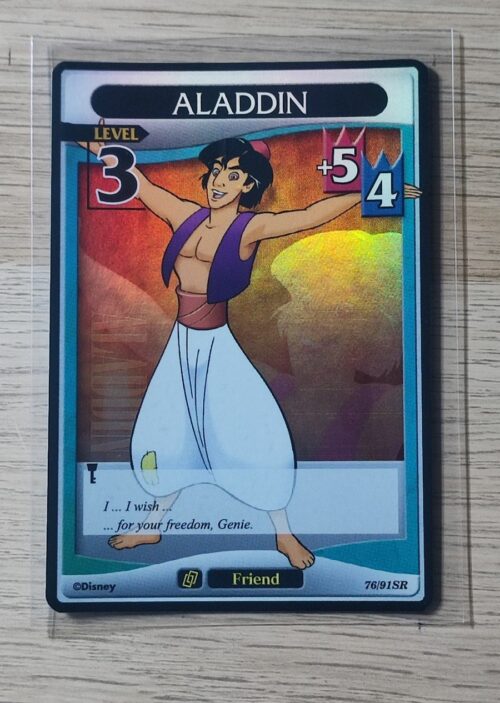 ALADDIN
LEVEL
3
+5
4
I ... I wish ...
... for your freedom, Genie.
Friend
©Disney
76/91SR